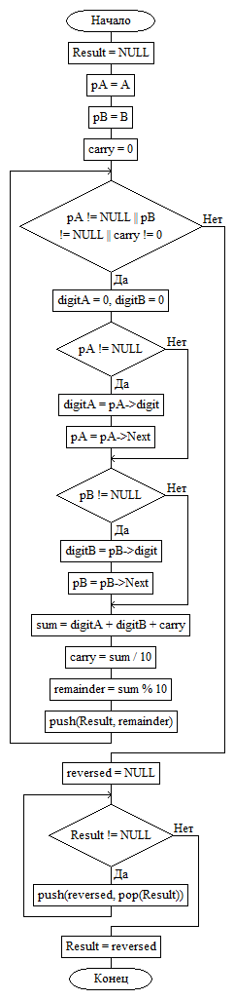 Начало
Result = NULL
pA = A
pB = B
carry = 0
pA != NULL || pB
!= NULL || carry != 0
Нет
Да
digitA = 0, digitB = 0
pA != NULL
Нет
Да
digitA = pA->digit
pA = pA->Next
pB != NULL
Нет
Да
digitB = pB->digit
pB = pB->Next
sum = digitA + digitB + carry
carry = sum / 10
remainder = sum % 10
push(Result, remainder)
reversed = NULL
Result != NULL
Нет
Да
push(reversed, pop(Result))
Result = reversed
Конец